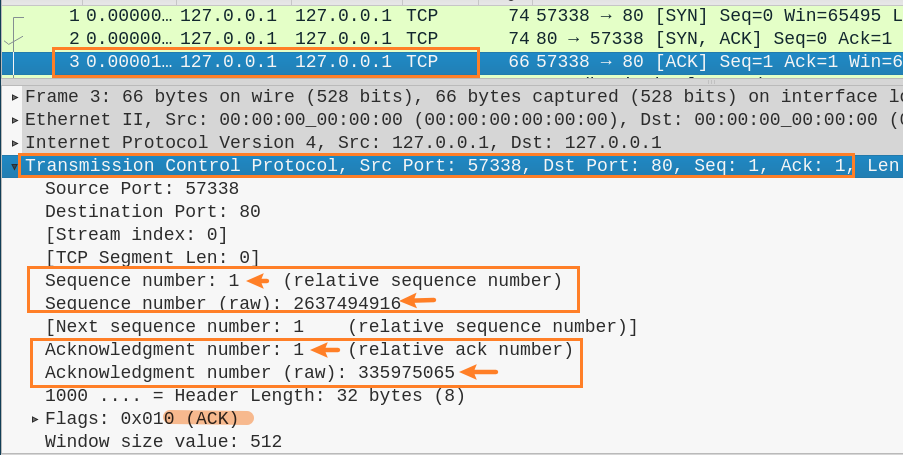 1 0.00000… 127.0.0.1 127.0.0.1 TCP 74 57338 → 80 [SYN] Seq=0 Win=65495 L
2 0.00000… 127.0.0.1 127.0.0.1 TCP 74 80 → 57338 [SYN, ACK] Seq=0 Ack=1
3 0.00001… 127.0.0.1 127.0.0.1 TCP 66 57338 → 80 [ACK] Seq=1 Ack=1 Win=6
Frame 3: 66 bytes on wire (528 bits), 66 bytes captured (528 bits) on interface lo
Ethernet II, Src: 00:00:00_00:00:00 (00:00:00:00:00:00), Dst: 00:00:00_00:00:00 (0
Internet Protocol Version 4, Src: 127.0.0.1, Dst: 127.0.0.1
Transmission Control Protocol, Src Port: 57338, Dst Port: 80, Seq: 1, Ack: 1, Len
Source Port: 57338
Destination Port: 80
[Stream index: 0]
[TCP Segment Len: 0]
Sequence number: 1 (relative sequence number)
Sequence number (raw): 2637494916
[Next sequence number: 1 (relative sequence number)]
Acknowledgment number: 1 (relative ack number)
Acknowledgment number (raw): 335975065
1000 .... = Header Length: 32 bytes (8)
Flags: 0x010 (ACK)
Window size value: 512